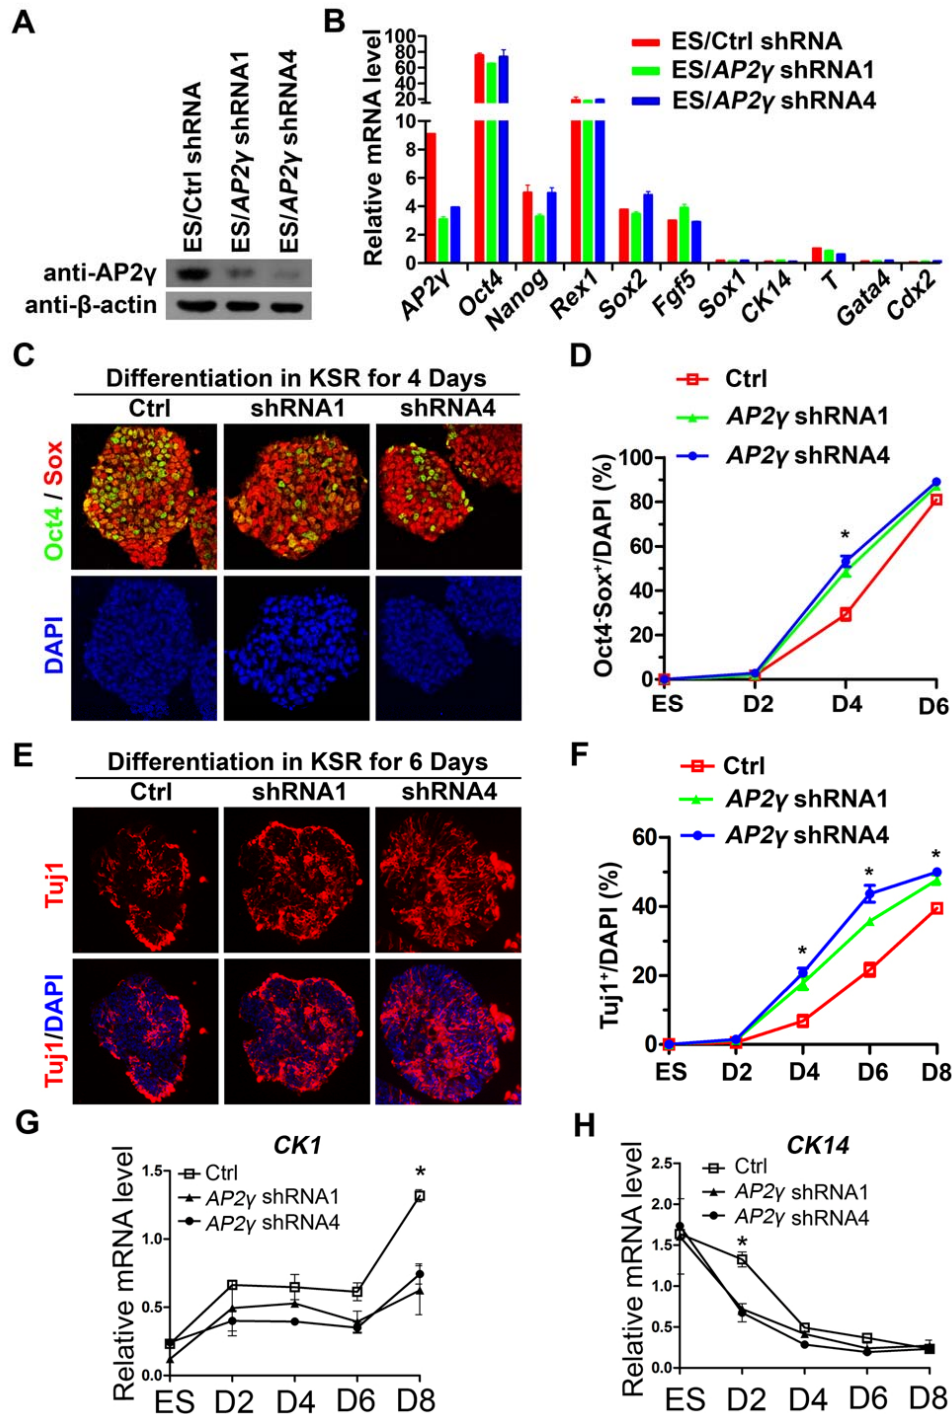 A
ES/Ctrl shRNA
ES/AP2γ shRNA1
ES/AP2γ shRNA4
anti-AP2γ
anti-β-actin
B
Relative mRNA level
100
80
60
40
20
10
8
6
4
2
0
ES/Ctrl shRNA
ES/AP2γ shRNA1
ES/AP2γ shRNA4
AP2γ Oct4 Nanog Rex1 Sox2 Fgf5 Sox1 CK14 T Gata4 Cdx2
C
Differentiation in KSR for 4 Days
Ctrl shRNA1 shRNA4
Oct4 / Sox
DAPI
D
Ctrl
AP2γ shRNA1
AP2γ shRNA4
Oct4-Sox+/DAPI (%)
100
80
60
40
20
0
*
ES D2 D4 D6
E
Differentiation in KSR for 6 Days
Ctrl shRNA1 shRNA4
Tuj1
Tuj1/DAPI
F
Ctrl
AP2γ shRNA1
AP2γ shRNA4
Tuj1+/DAPI (%)
60
40
20
0
* * *
ES D2 D4 D6 D8
G
CK1
Relative mRNA level
1.5
1.0
0.5
0.0
Ctrl
AP2γ shRNA1
AP2γ shRNA4
*
ES D2 D4 D6 D8
H
CK14
Relative mRNA level
2.5
2.0
1.5
1.0
0.5
0.0
Ctrl
AP2γ shRNA1
AP2γ shRNA4
*
ES D2 D4 D6 D8